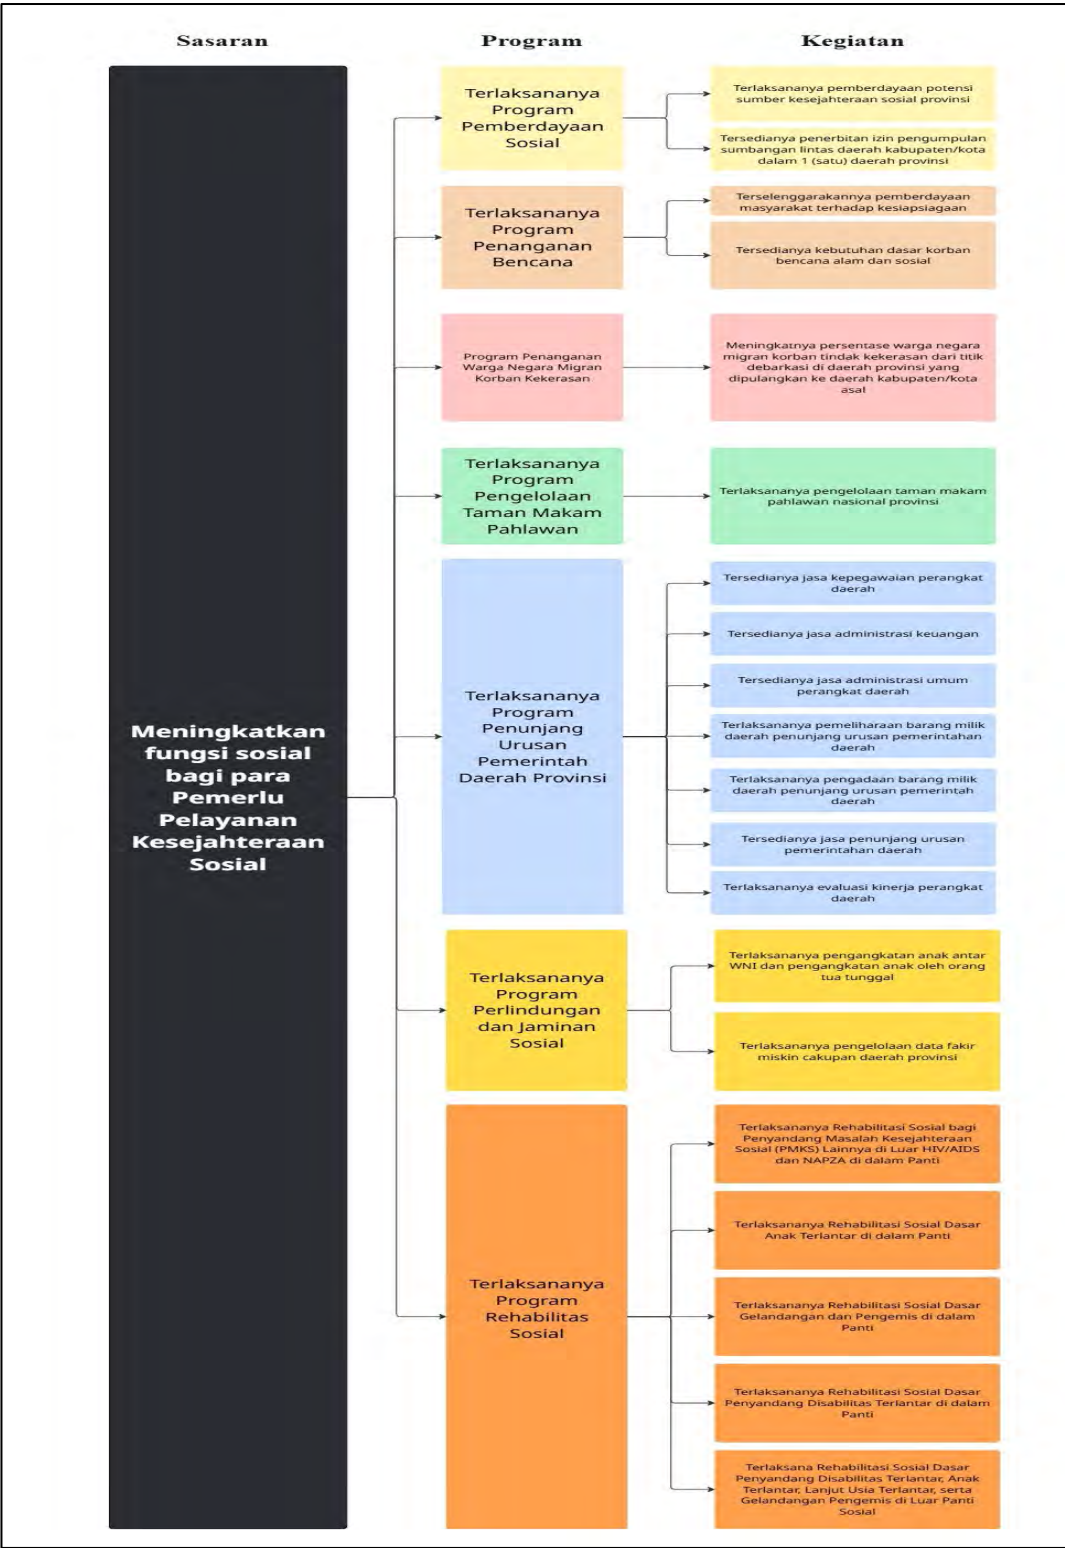 Sasaran
Program
Kegiatan
Meningkatkan
fungsi sosial
bagi para
Pemerlu
Pelayanan
Kesejahteraan
Sosial
Terlaksananya
Program
Pemberdayaan
Sosial
Terlaksananya pemberdayaan potensi
sumber kesejahteraan sosial provinsi
Tersedianya penerbitan izin pengumpulan
sumbangan lintas daerah kabupaten/kota
dalam 1 (satu) daerah provinsi
Terlaksananya
Program
Penanganan
Bencana
Terselenggarakannya pemberdayaan
masyarakat terhadap kesiapsiagaan
Tersedianya kebutuhan dasar korban
bencana alam dan sosial
Program Penanganan
Warga Negara Migran
Korban Kekerasan
Meningkatnya persentase warga negara
migran korban tindak kekerasan dari titik
debarkasi di daerah provinsi yang
dipulangkan ke daerah kabupaten/kota
asal
Terlaksananya
Program
Pengelolaan
Taman Makam
Pahlawan
Terlaksananya pengelolaan taman makam
pahlawan nasional provinsi
Terlaksananya
Program
Penunjang
Urusan
Pemerintah
Daerah Provinsi
Tersedianya jasa kepegawaian perangkat
daerah
Tersedianya jasa administrasi keuangan
Tersedianya jasa administrasi umum
perangkat daerah
Terlaksananya pemeliharaan barang milik
daerah penunjang urusan pemerintahan
daerah
Terlaksananya pengadaan barang milik
daerah penunjang urusan pemerintah
daerah
Tersedianya jasa penunjang urusan
pemerintahan daerah
Terlaksananya evaluasi kinerja perangkat
daerah
Terlaksananya
Program
Perlindungan
dan Jaminan
Sosial
Terlaksananya pengangkatan anak antar
WNI dan pengangkatan anak oleh orang
tua tunggal
Terlaksananya pengelolaan data fakir
miskin cakupan daerah provinsi
Terlaksananya
Program
Rehabilitas
Sosial
Terlaksananya Rehabilitasi Sosial bagi
Penyandang Masalah Kesejahteraan
Sosial (PMKS) Lainnya di Luar HIV/AIDS
dan NAPZA di dalam Panti
Terlaksananya Rehabilitasi Sosial Dasar
Anak Terlantar di dalam Panti
Terlaksananya Rehabilitasi Sosial Dasar
Gelandangan dan Pengemis di dalam
Panti
Terlaksananya Rehabilitasi Sosial Dasar
Penyandang Disabilitas Terlantar di dalam
Panti
Terlaksana Rehabilitasi Sosial Dasar
Penyandang Disabilitas Terlantar, Anak
Terlantar, Lanjut Usia Terlantar, serta
Gelandangan Pengemis di Luar Panti
Sosial